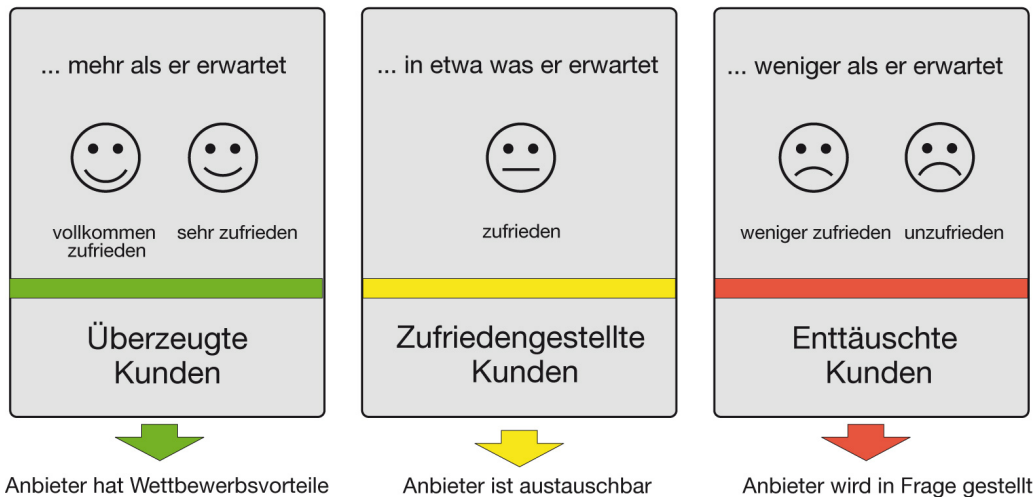 ... mehr als er erwartet
vollkommen
zufrieden
sehr zufrieden
Überzeugte
Kunden
Anbieter hat Wettbewerbsvorteile
... in etwa was er erwartet
zufrieden
Zufriedengestellte
Kunden
Anbieter ist austauschbar
... weniger als er erwartet
weniger zufrieden
unzufrieden
Enttäuschte
Kunden
Anbieter wird in Frage gestellt